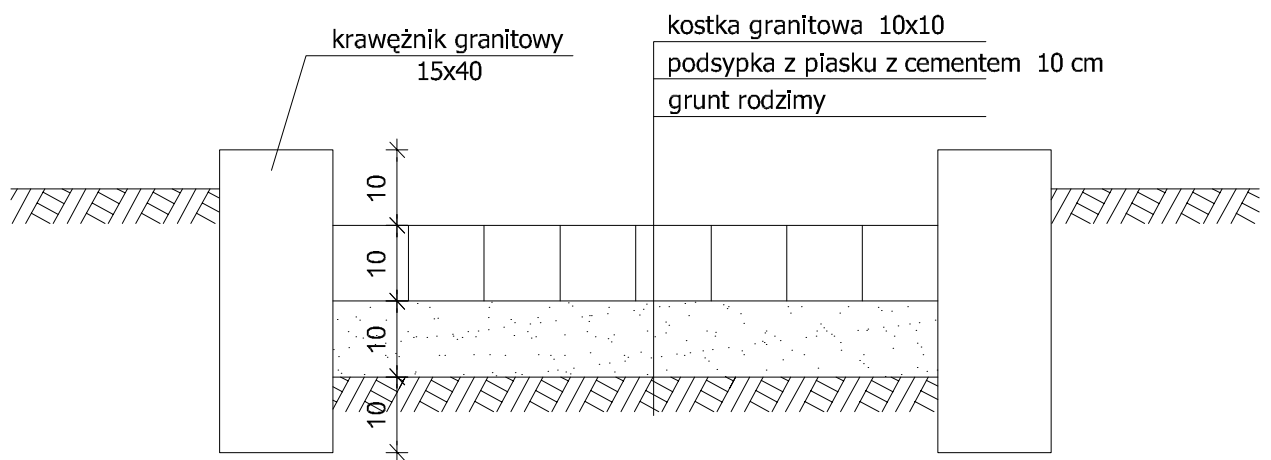 krawężnik granitowy
15x40
kostka granitowa 10x10
podsypka z piasku z cementem 10 cm
grunt rodzimy
10
10
10
10